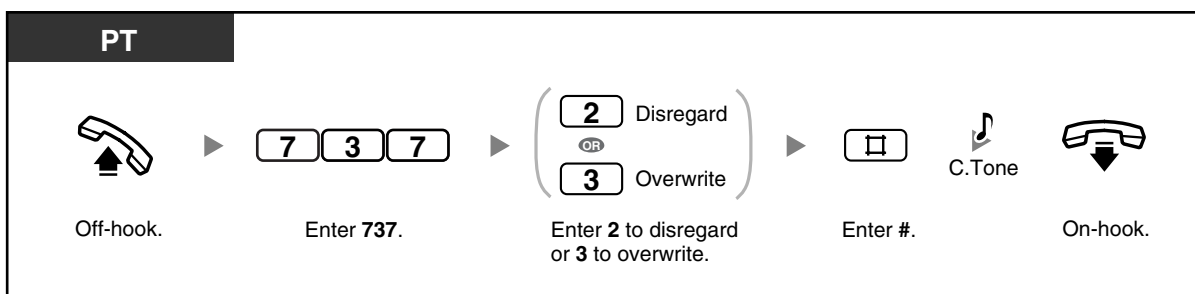 PT
2 Disregard
OR
3 Overwrite
7 3 7
#
C.Tone
Off-hook.
Enter 737.
Enter 2 to disregard
or 3 to overwrite.
Enter #.
On-hook.